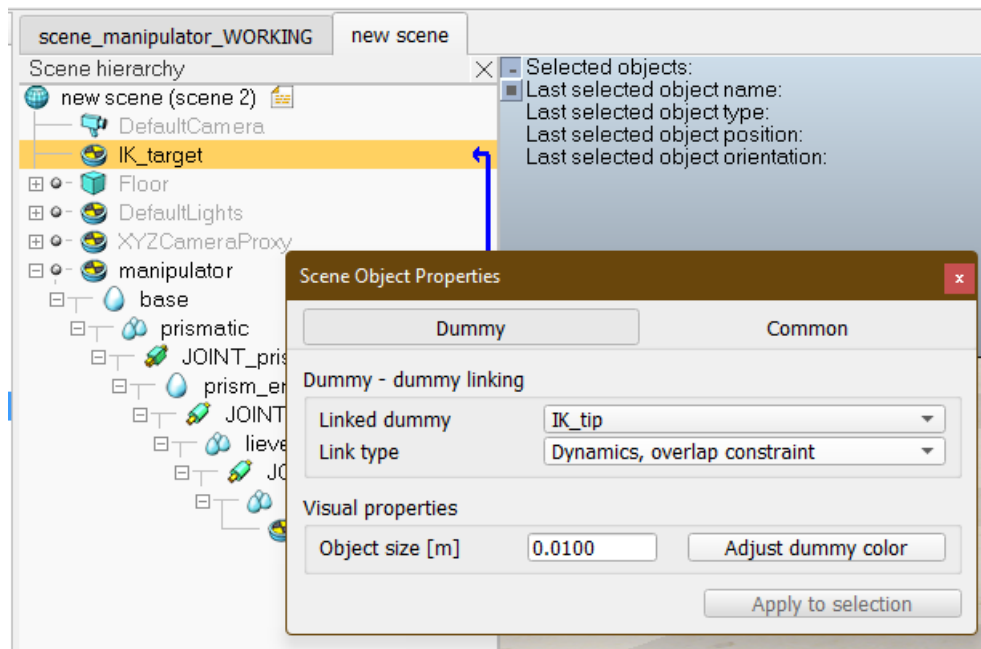 scene_manipulator_WORKING
new scene
Scene hierarchy
new scene (scene 2)
DefaultCamera
IK_target
Floor
DefaultLights
XYZCameraProxy
manipulator
base
prismatic
JOINT_pris
prism_er
JOINT
lieve
JO
Selected objects:
Last selected object name:
Last selected object type:
Last selected object position:
Last selected object orientation:
Scene Object Properties
x
Dummy
Common
Dummy - dummy linking
Linked dummy
IK_tip
Link type
Dynamics, overlap constraint
Visual properties
Object size [m]
0.0100
Adjust dummy color
Apply to selection